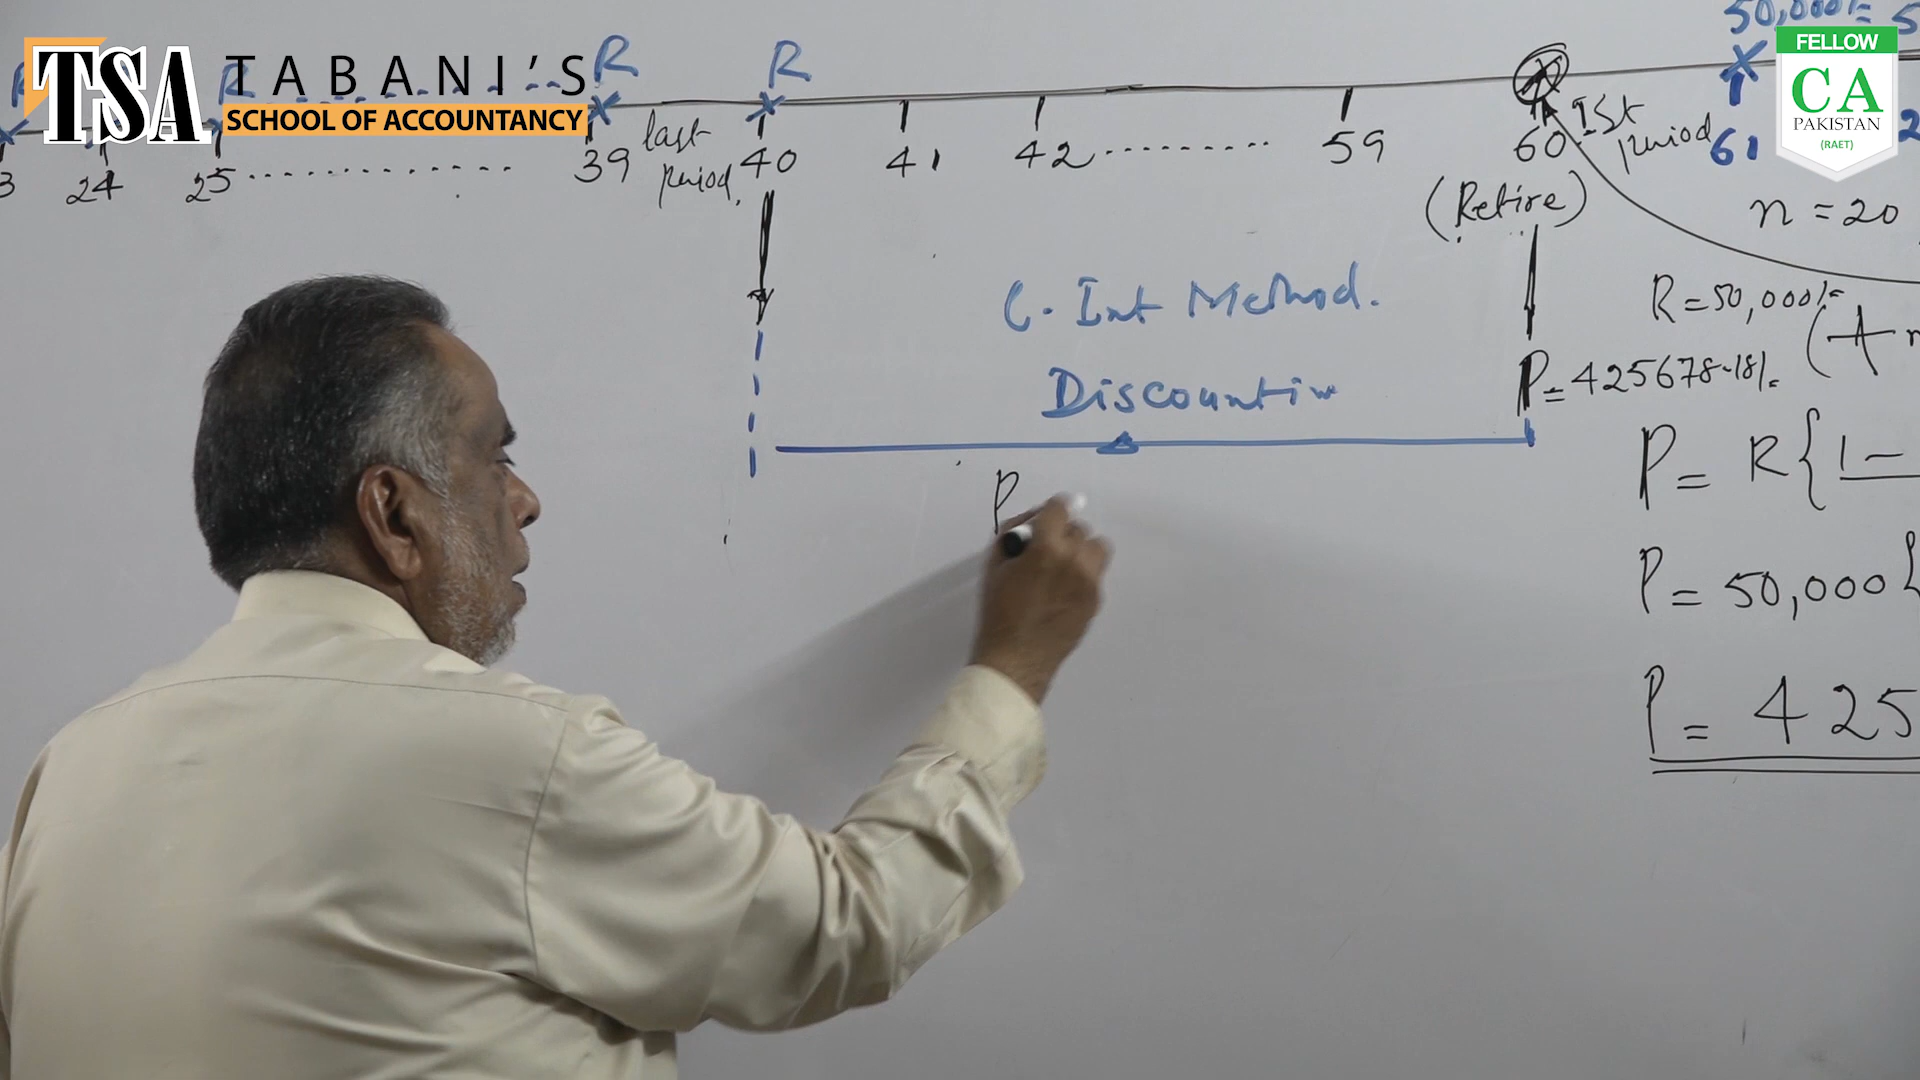 TSA
TABANI'S
SCHOOL OF ACCOUNTANCY
FELLOW
CA
PAKISTAN
(RAET)
50,000/=
R R R
24 25 ............ 39 last period. 40 41 42 ......... 59 60 1st period 61
(Retire)
n = 20
C. Int Method.
R = 50,000/=
Discountin
P = 425678.18/=
P = R{1-
P
P = 50,000{
P = 425